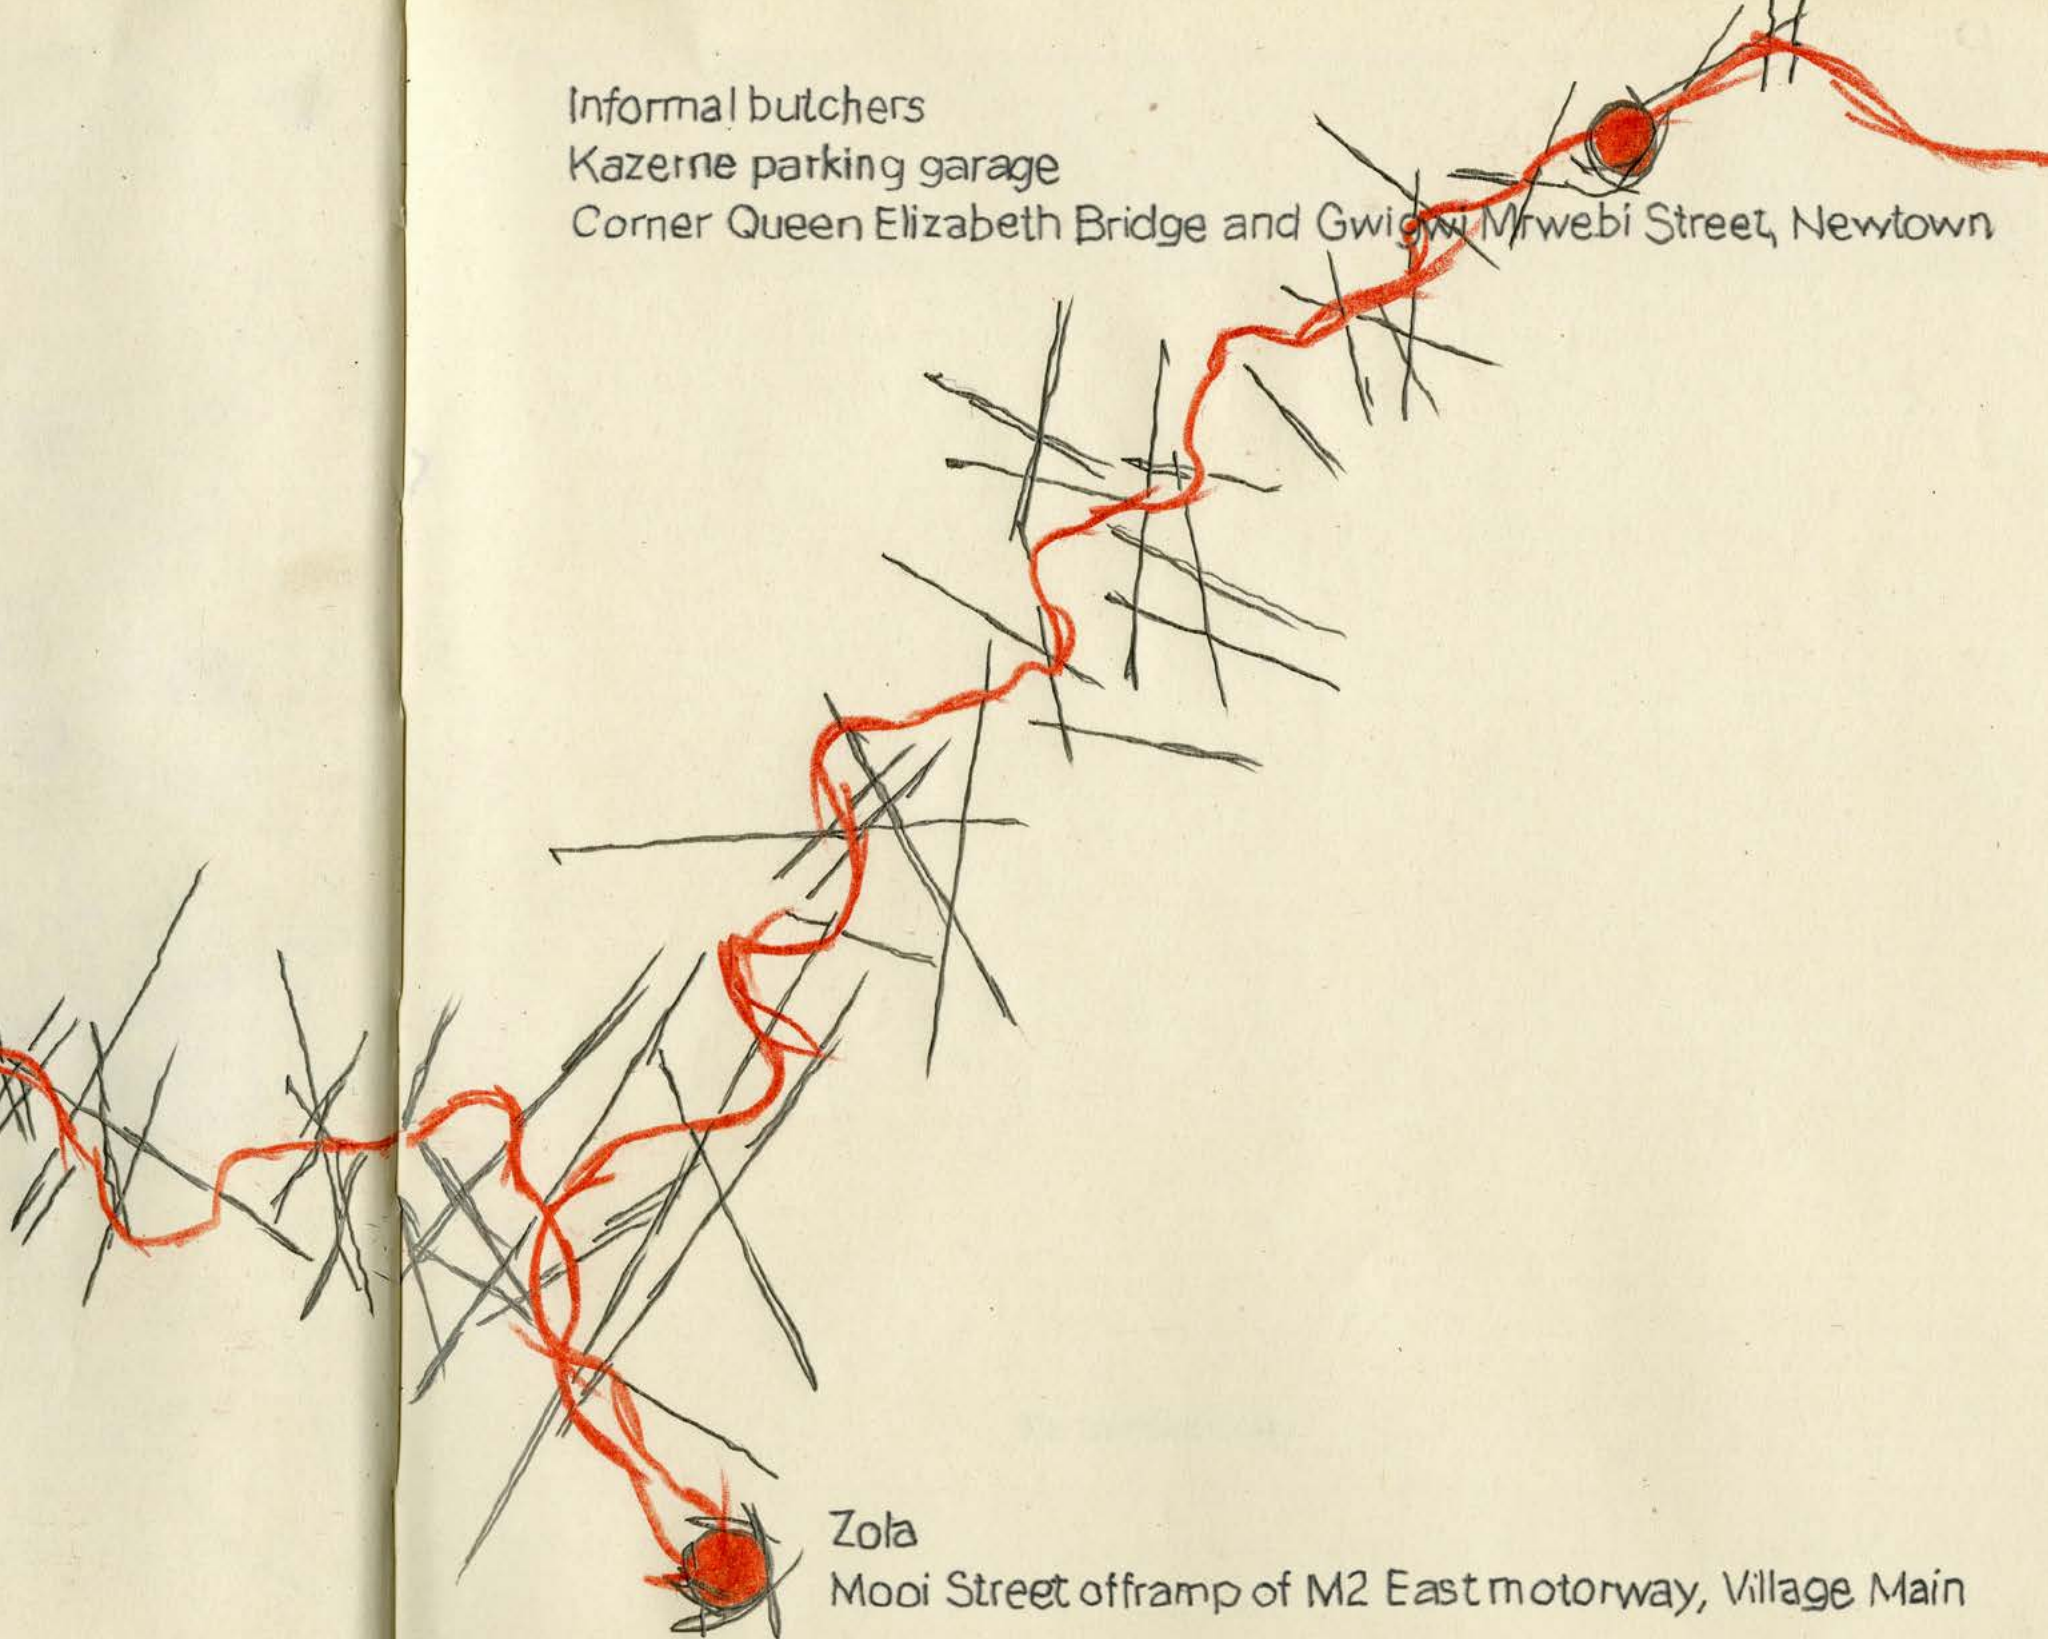 Informal butchers
Kazerne parking garage
Corner Queen Elizabeth Bridge and Gwigwi Mrwebi Street, Newtown
Zola
Mooi Street offramp of M2 East motorway, Village Main